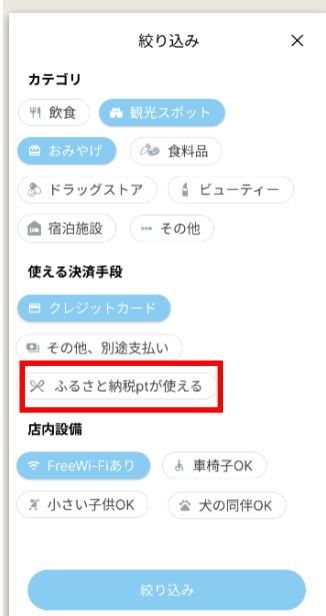 絞り込み
カテゴリ
飲食 観光スポット
おみやげ 食料品
ドラッグストア ビューティー
宿泊施設 その他
使える決済手段
クレジットカード
その他、別途支払い
ふるさと納税ptが使える
店内設備
FreeWi-Fiあり 車椅子OK
小さい子供OK 犬の同伴OK
絞り込み